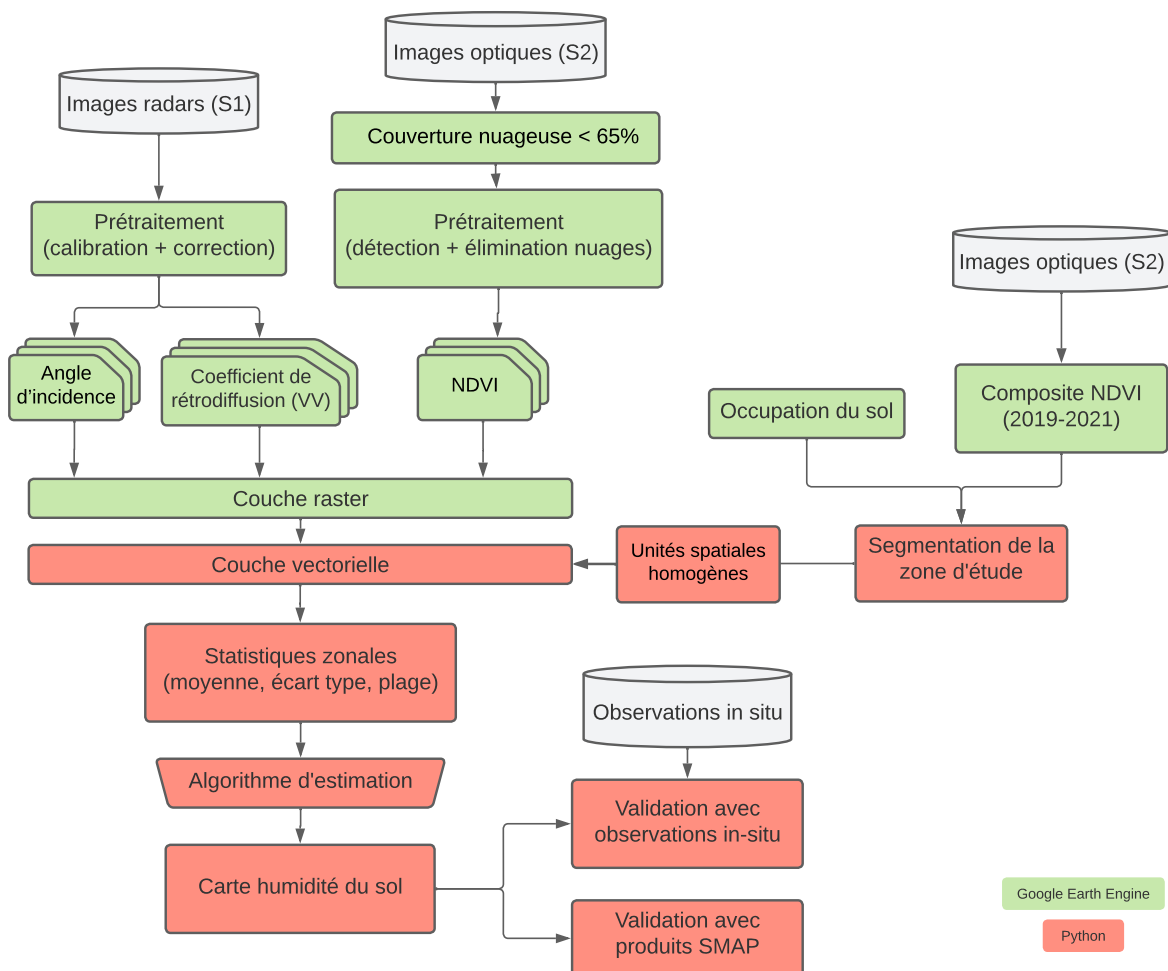 Images optiques (S2)
Images radars (S1)
Couverture nuageuse < 65%
Prétraitement
(calibration + correction)
Prétraitement
(détection + élimination nuages)
Images optiques (S2)
Angle
d’incidence
Coefficient de
rétrodiffusion (VV)
NDVI
Occupation du sol
Composite NDVI
(2019-2021)
Couche raster
Couche vectorielle
Unités spatiales
homogènes
Segmentation de la
zone d'étude
Statistiques zonales
(moyenne, écart type, plage)
Observations in situ
Algorithme d'estimation
Validation avec
observations in-situ
Carte humidité du sol
Validation avec
produits SMAP
Google Earth Engine
Python